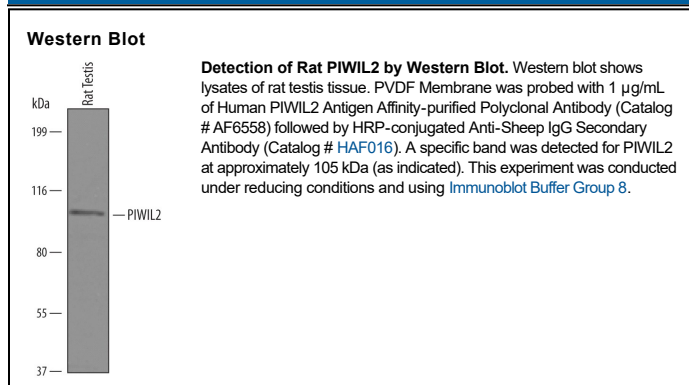 Western Blot
Detection of Rat PIWIL2 by Western Blot. Western blot shows
lysates of rat testis tissue. PVDF Membrane was probed with 1 µg/mL
of Human PIWIL2 Antigen Affinity-purified Polyclonal Antibody (Catalog
# AF6558) followed by HRP-conjugated Anti-Sheep IgG Secondary
Antibody (Catalog # HAF016). A specific band was detected for PIWIL2
at approximately 105 kDa (as indicated). This experiment was conducted
under reducing conditions and using Immunoblot Buffer Group 8.
Rat Testis
kDa
199
116
PIWIL2
80
55
37